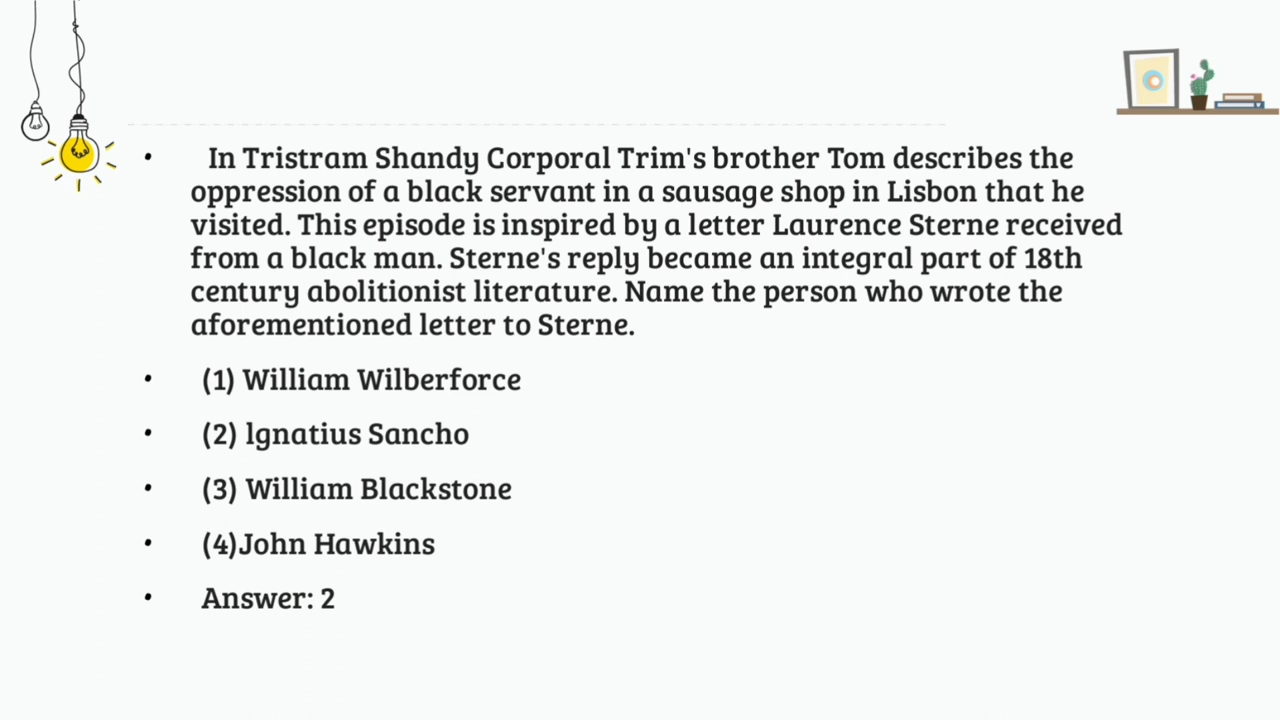 • In Tristram Shandy Corporal Trim's brother Tom describes the
oppression of a black servant in a sausage shop in Lisbon that he
visited. This episode is inspired by a letter Laurence Sterne received
from a black man. Sterne's reply became an integral part of 18th
century abolitionist literature. Name the person who wrote the
aforementioned letter to Sterne.
• (1) William Wilberforce
• (2) lgnatius Sancho
• (3) William Blackstone
• (4)John Hawkins
• Answer: 2